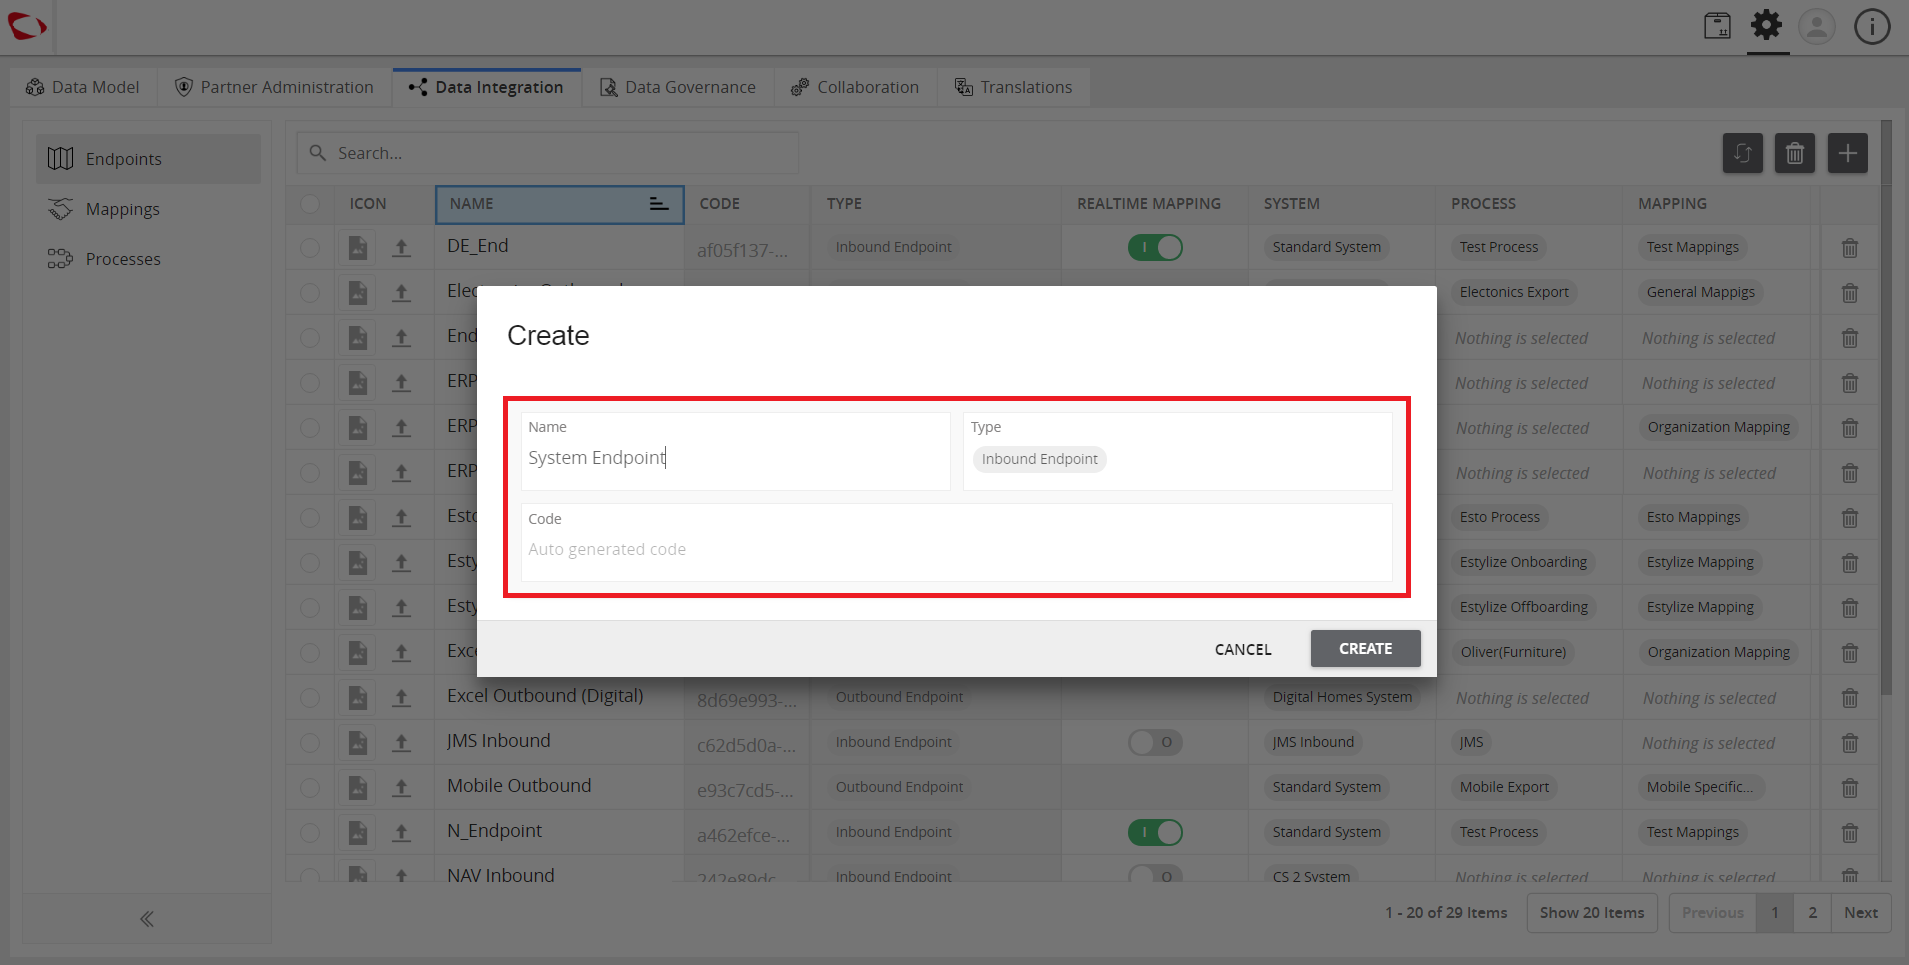 Data Model
Partner Administration
Data Integration
Data Governance
Collaboration
Translations
Endpoints
Mappings
Processes
Search...
ICON NAME CODE TYPE REALTIME MAPPING SYSTEM PROCESS MAPPING
DE_End af05f137-... Inbound Endpoint I Standard System Test Process Test Mappings
Electonics Export General Mappigs
End Nothing is selected Nothing is selected
ERP Nothing is selected Nothing is selected
ERP Nothing is selected Organization Mapping
ERP Nothing is selected Nothing is selected
Esto Esto Process Esto Mappings
Esty Estylize Onboarding Estylize Mapping
Esty Estylize Offboarding Estylize Mapping
Exce Oliver(Furniture) Organization Mapping
Excel Outbound (Digital) 8d69e993-... Outbound Endpoint Digital Homes System Nothing is selected Nothing is selected
JMS Inbound c62d5d0a-... Inbound Endpoint O JMS Inbound JMS Nothing is selected
Mobile Outbound e93c7cd5-... Outbound Endpoint Standard System Mobile Export Mobile Specific...
N_Endpoint a462efce-... Inbound Endpoint I Standard System Test Process Test Mappings
NAV Inbound 242e89dc Inbound Endpoint O CS 2 System Nothing is selected Nothing is selected
Create
Name
System Endpoint
Type
Inbound Endpoint
Code
Auto generated code
CANCEL
CREATE
1 - 20 of 29 Items
Show 20 Items
Previous 1 2 Next